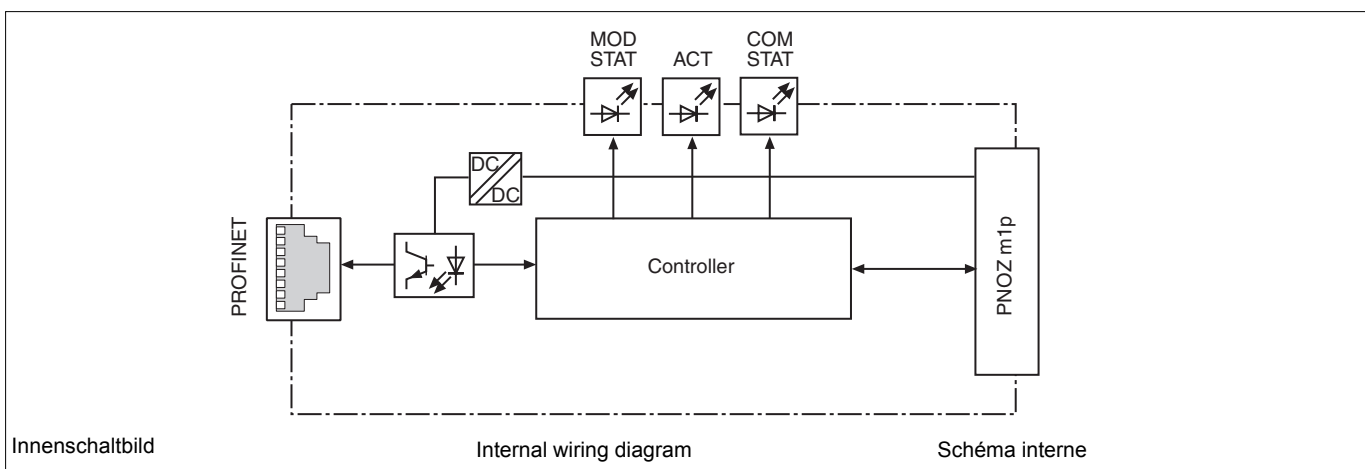 MOD
STAT
ACT
COM
STAT
DC
DC
PROFINET
Controller
PNOZ m1p
Innenschaltbild
Internal wiring diagram
Schéma interne